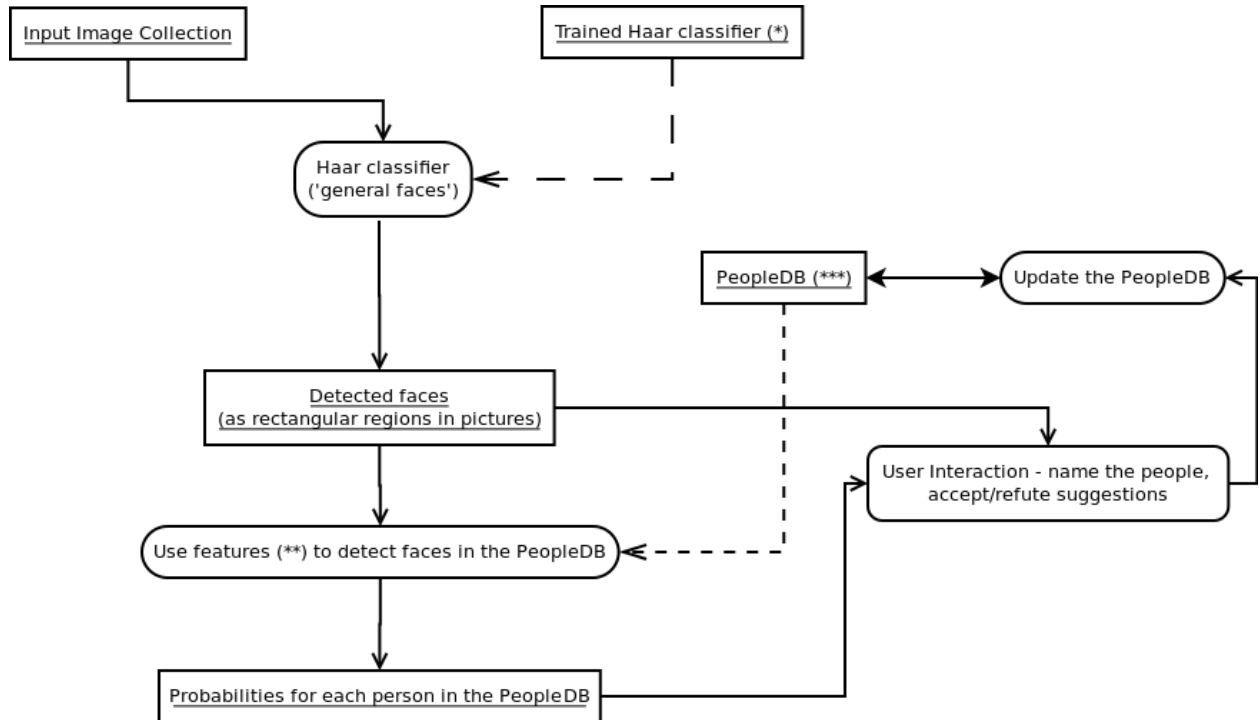 Input Image Collection
Trained Haar classifier (*)
Haar classifier
('general faces')
PeopleDB (***)
Update the PeopleDB
Detected faces
(as rectangular regions in pictures)
User Interaction - name the people,
accept/refute suggestions
Use features (**) to detect faces in the PeopleDB
Probabilities for each person in the PeopleDB